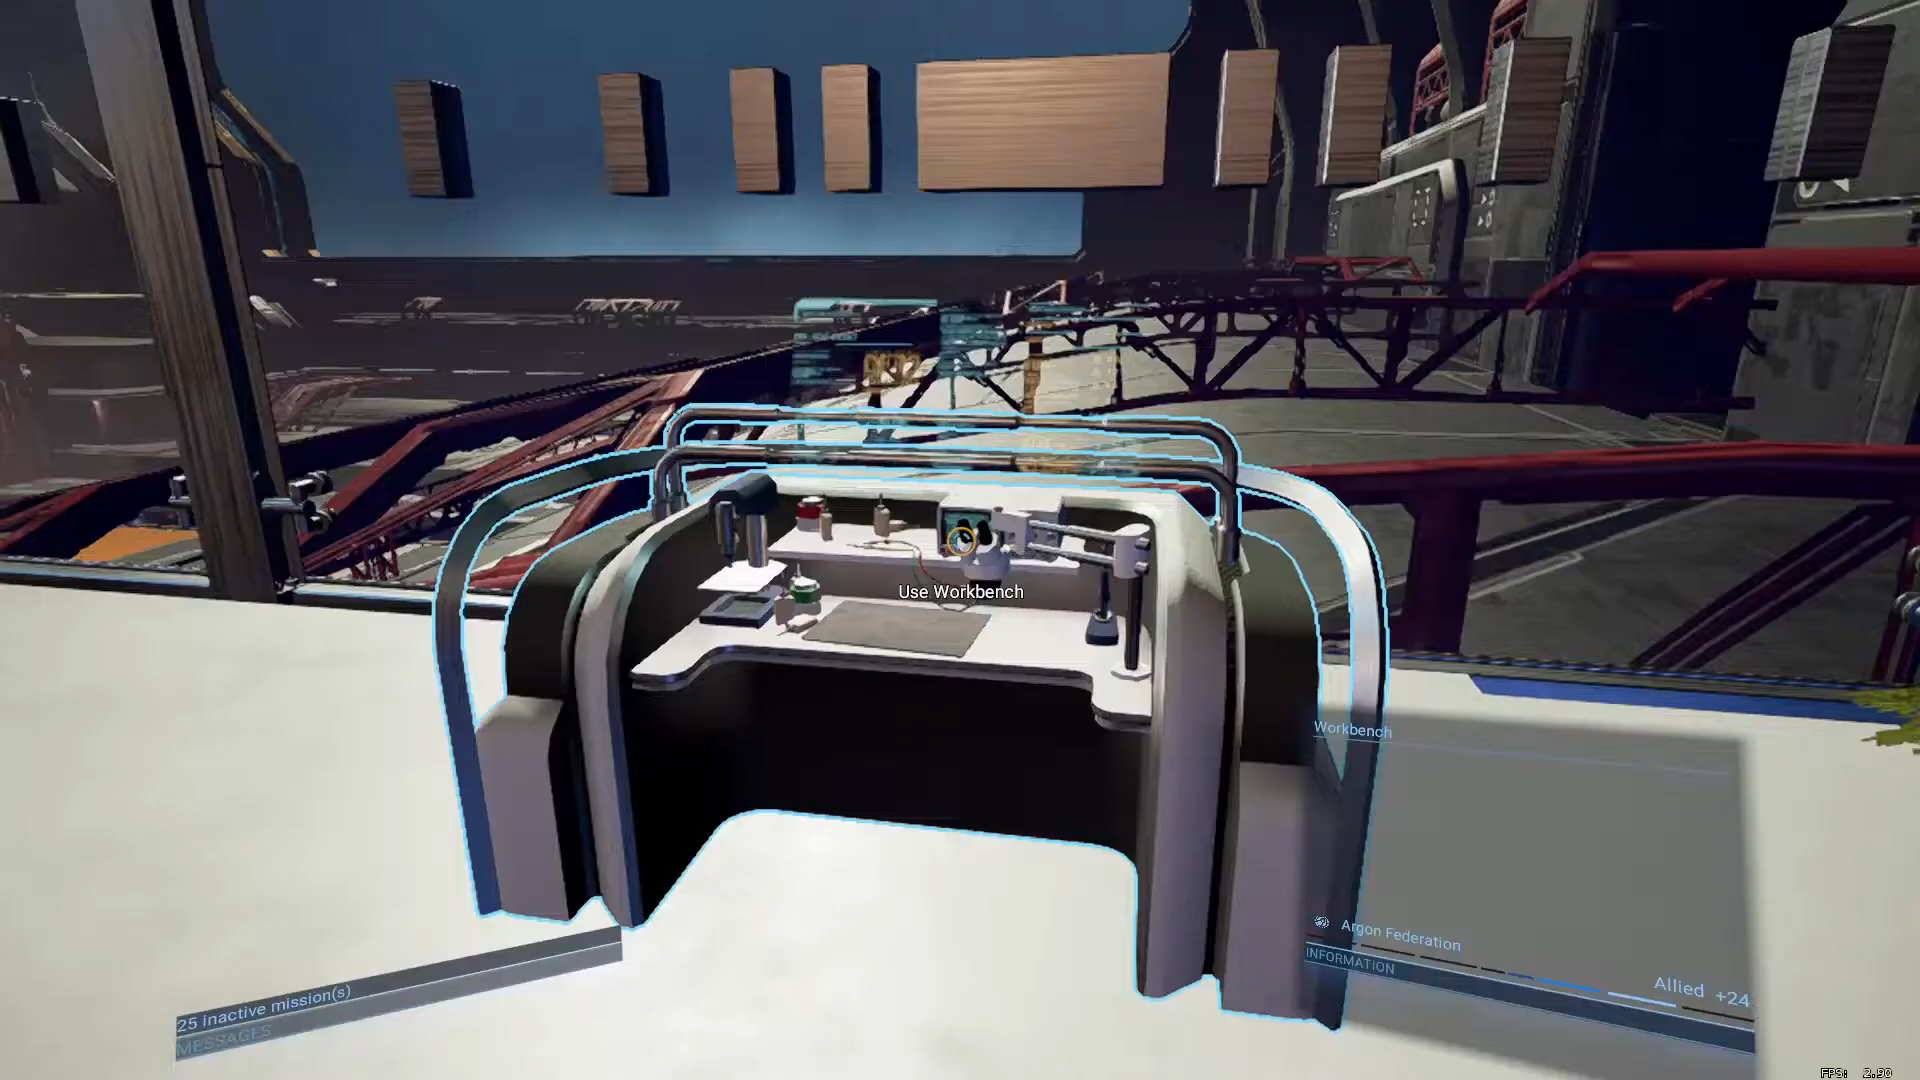 Use Workbench
Workbench
Argon Federation
INFORMATION
Allied +24
25 inactive mission(s)
MESSAGES
FPS: 2.90